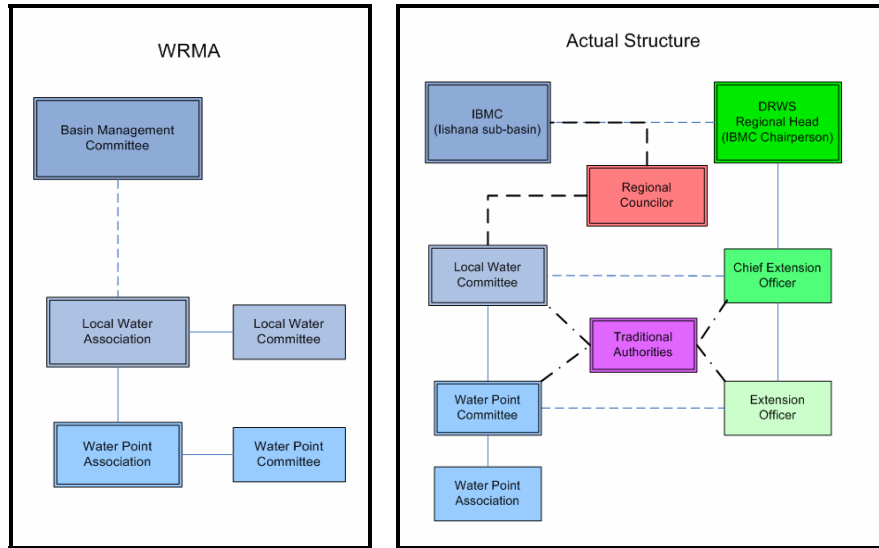 WRMA
Basin Management
Committee
Local Water
Association
Local Water
Committee
Water Point
Association
Water Point
Committee
Actual Structure
IBMC
(Iishana sub-basin)
DRWS
Regional Head
(IBMC Chairperson)
Regional
Councilor
Local Water
Committee
Chief Extension
Officer
Traditional
Authorities
Water Point
Committee
Extension
Officer
Water Point
Association